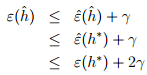 ε(ĥ) ≤ ε̂(ĥ) + γ
≤ ε̂(h*) + γ
≤ ε(h*) + 2γ